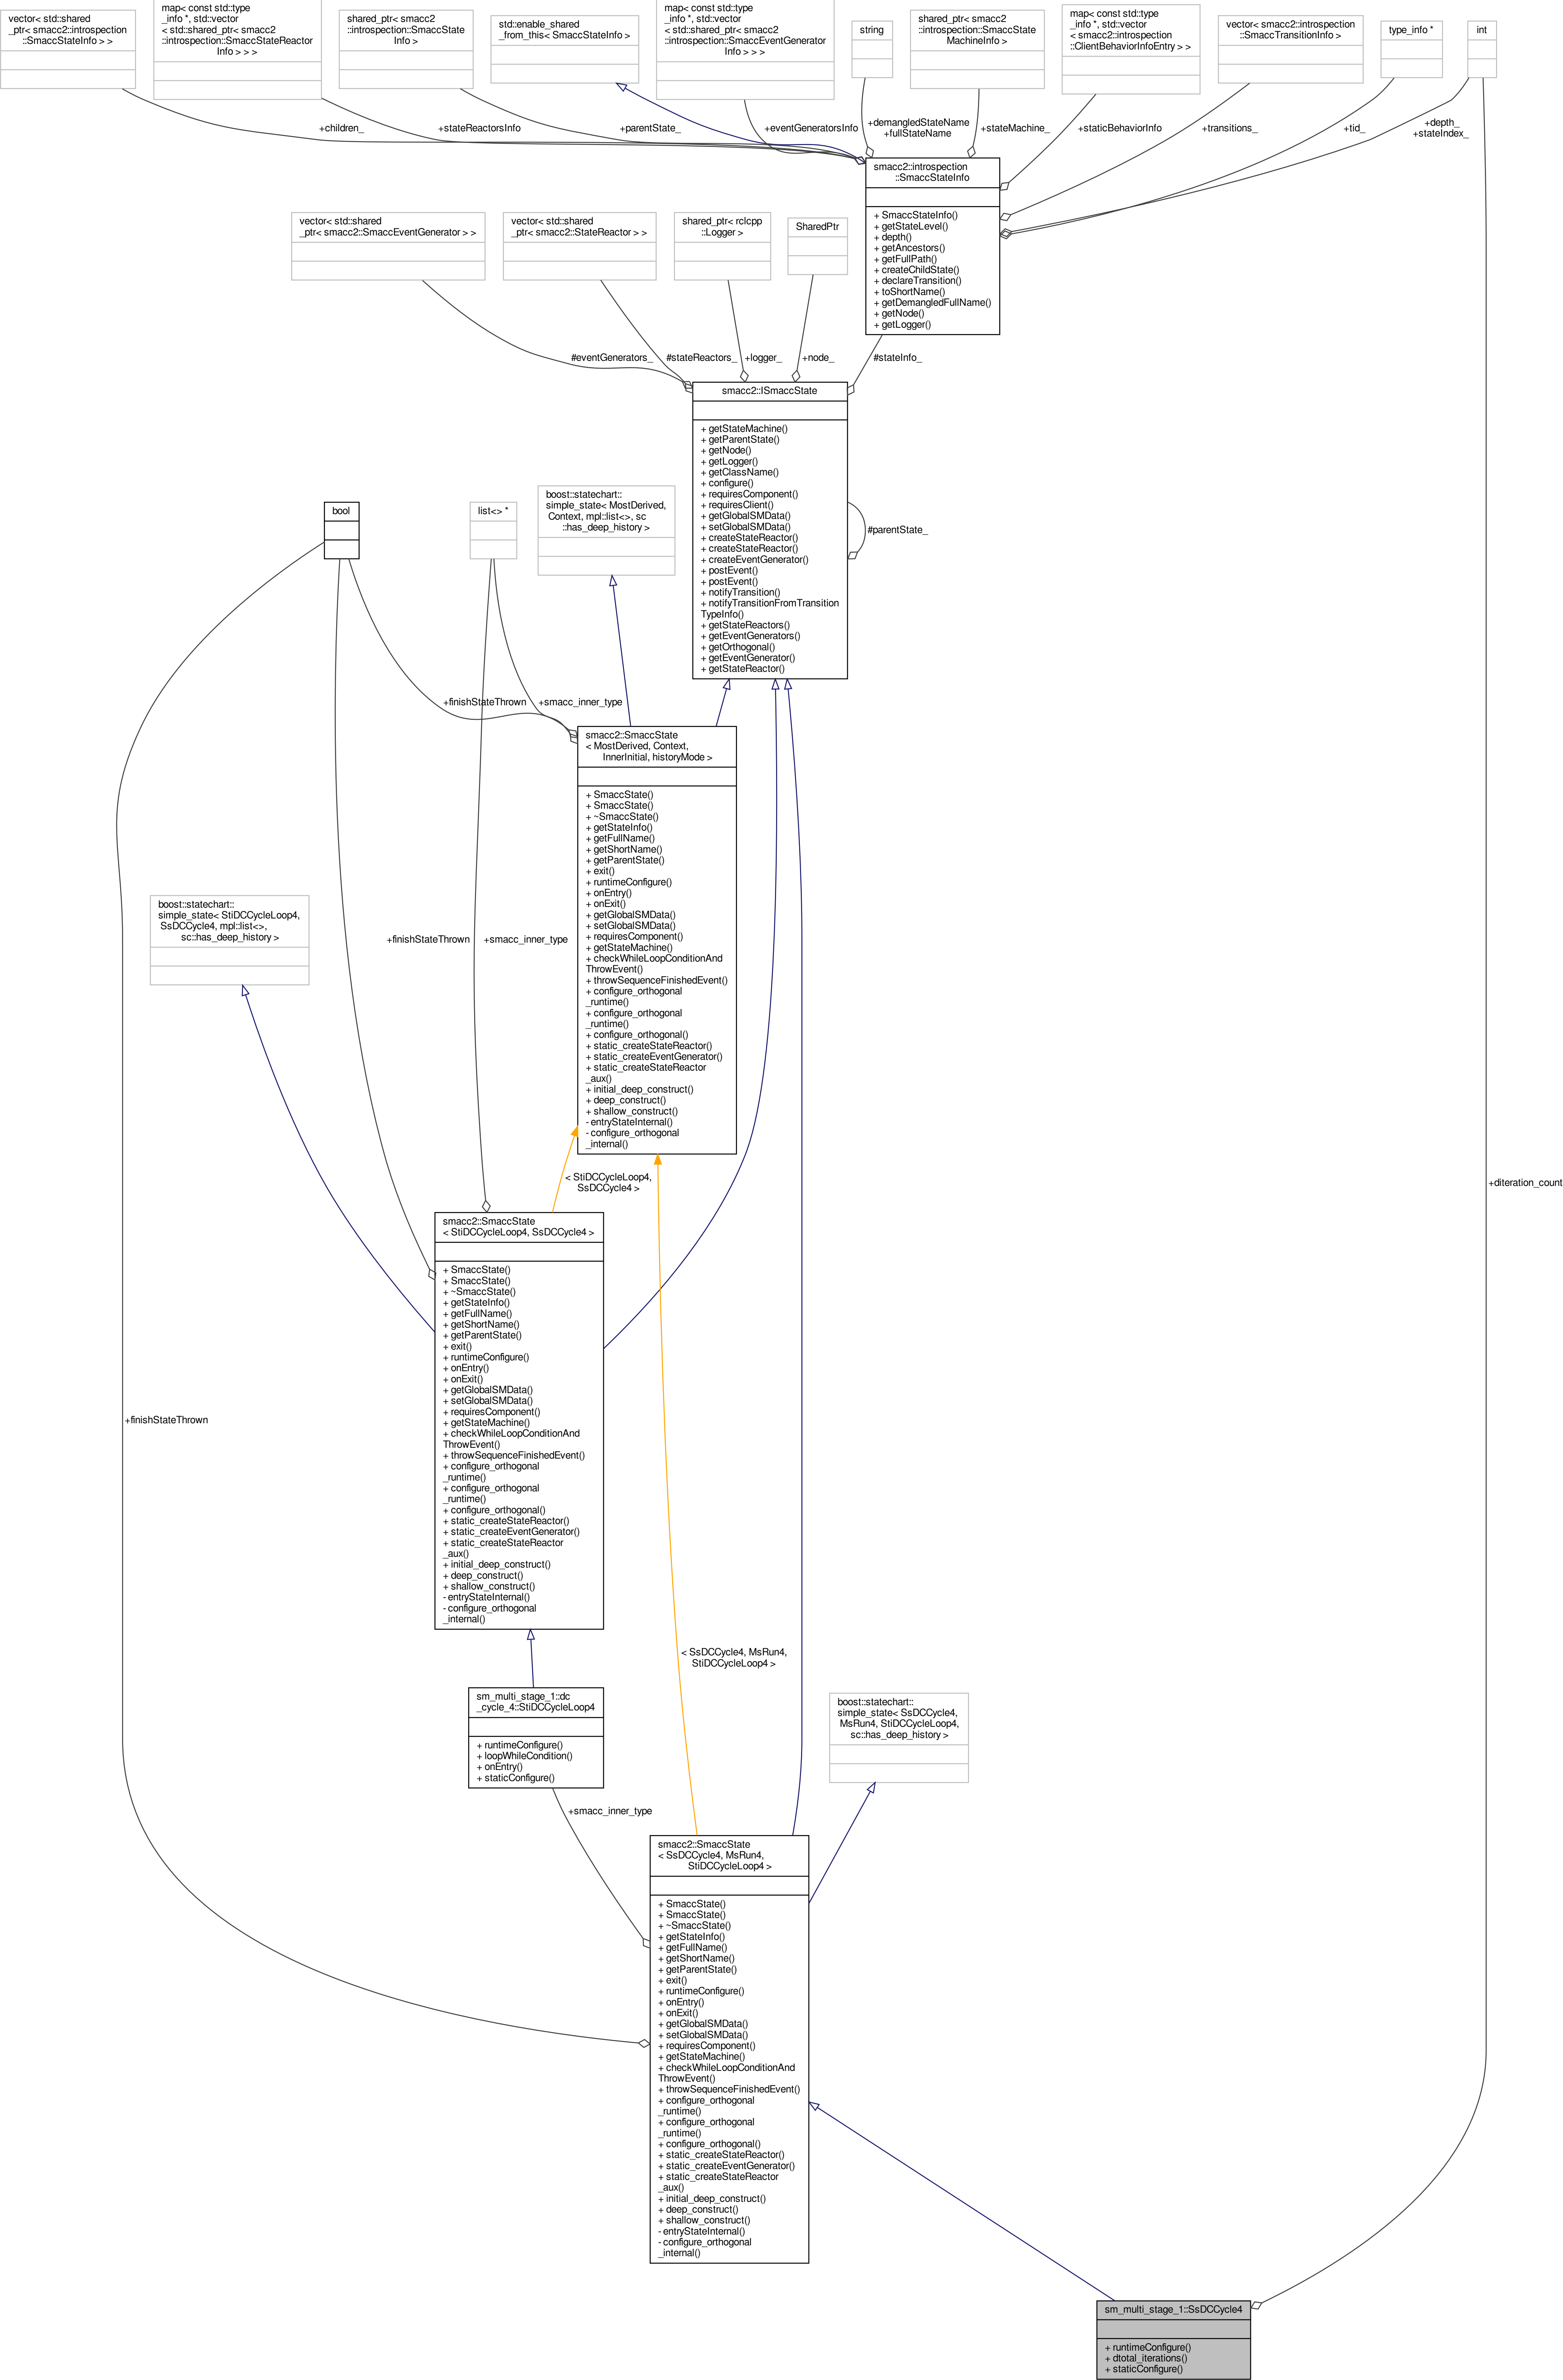 vector< std::shared
_ptr< smacc2::introspection
::SmaccStateInfo > >
map< const std::type
_info *, std::vector
< std::shared_ptr< smacc2
::introspection::SmaccStateReactor
Info > > >
shared_ptr< smacc2
::introspection::SmaccState
Info >
std::enable_shared
_from_this< SmaccStateInfo >
map< const std::type
_info *, std::vector
< std::shared_ptr< smacc2
::introspection::SmaccEventGenerator
Info > > >
string
shared_ptr< smacc2
::introspection::SmaccState
MachineInfo >
map< const std::type
_info *, std::vector
< smacc2::introspection
::ClientBehaviorInfoEntry > >
vector< smacc2::introspection
::SmaccTransitionInfo >
type_info *
int
+children_
+stateReactorsInfo
+parentState_
+eventGeneratorsInfo
+demangledStateName
+fullStateName
+stateMachine_
+staticBehaviorInfo
+transitions_
+tid_
+depth_
+stateIndex_
smacc2::introspection
::SmaccStateInfo
+ SmaccStateInfo()
+ getStateLevel()
+ depth()
+ getAncestors()
+ getFullPath()
+ createChildState()
+ declareTransition()
+ toShortName()
+ getDemangledFullName()
+ getNode()
+ getLogger()
vector< std::shared
_ptr< smacc2::SmaccEventGenerator > >
vector< std::shared
_ptr< smacc2::StateReactor > >
shared_ptr< rclcpp
::Logger >
SharedPtr
#eventGenerators_
#stateReactors_
+logger_
+node_
#stateInfo_
smacc2::ISmaccState
+ getStateMachine()
+ getParentState()
+ getNode()
+ getLogger()
+ getClassName()
+ configure()
+ requiresComponent()
+ requiresClient()
+ getGlobalSMData()
+ setGlobalSMData()
+ createStateReactor()
+ createStateReactor()
+ createEventGenerator()
+ postEvent()
+ postEvent()
+ notifyTransition()
+ notifyTransitionFromTransition
TypeInfo()
+ getStateReactors()
+ getEventGenerators()
+ getOrthogonal()
+ getEventGenerator()
+ getStateReactor()
#parentState_
bool
list<> *
boost::statechart::
simple_state< MostDerived,
Context, mpl::list<>, sc
::has_deep_history >
+finishStateThrown
+smacc_inner_type
smacc2::SmaccState
< MostDerived, Context,
InnerInitial, historyMode >
+ SmaccState()
+ SmaccState()
+ ~SmaccState()
+ getStateInfo()
+ getFullName()
+ getShortName()
+ getParentState()
+ exit()
+ runtimeConfigure()
+ onEntry()
+ onExit()
+ getGlobalSMData()
+ setGlobalSMData()
+ requiresComponent()
+ getStateMachine()
+ checkWhileLoopConditionAnd
ThrowEvent()
+ throwSequenceFinishedEvent()
+ configure_orthogonal
_runtime()
+ configure_orthogonal
_runtime()
+ configure_orthogonal()
+ static_createStateReactor()
+ static_createEventGenerator()
+ static_createStateReactor
_aux()
+ initial_deep_construct()
+ deep_construct()
+ shallow_construct()
- entryStateInternal()
- configure_orthogonal
_internal()
boost::statechart::
simple_state< StiDCCycleLoop4,
SsDCCycle4, mpl::list<>,
sc::has_deep_history >
+finishStateThrown
+smacc_inner_type
< StiDCCycleLoop4,
SsDCCycle4 >
+diteration_count
smacc2::SmaccState
< StiDCCycleLoop4, SsDCCycle4 >
+ SmaccState()
+ SmaccState()
+ ~SmaccState()
+ getStateInfo()
+ getFullName()
+ getShortName()
+ getParentState()
+ exit()
+ runtimeConfigure()
+ onEntry()
+ onExit()
+ getGlobalSMData()
+ setGlobalSMData()
+ requiresComponent()
+ getStateMachine()
+ checkWhileLoopConditionAnd
ThrowEvent()
+ throwSequenceFinishedEvent()
+ configure_orthogonal
_runtime()
+ configure_orthogonal
_runtime()
+ configure_orthogonal()
+ static_createStateReactor()
+ static_createEventGenerator()
+ static_createStateReactor
_aux()
+ initial_deep_construct()
+ deep_construct()
+ shallow_construct()
- entryStateInternal()
- configure_orthogonal
_internal()
+finishStateThrown
< SsDCCycle4, MsRun4,
StiDCCycleLoop4 >
sm_multi_stage_1::dc
_cycle_4::StiDCCycleLoop4
+ runtimeConfigure()
+ loopWhileCondition()
+ onEntry()
+ staticConfigure()
boost::statechart::
simple_state< SsDCCycle4,
MsRun4, StiDCCycleLoop4,
sc::has_deep_history >
+smacc_inner_type
smacc2::SmaccState
< SsDCCycle4, MsRun4,
StiDCCycleLoop4 >
+ SmaccState()
+ SmaccState()
+ ~SmaccState()
+ getStateInfo()
+ getFullName()
+ getShortName()
+ getParentState()
+ exit()
+ runtimeConfigure()
+ onEntry()
+ onExit()
+ getGlobalSMData()
+ setGlobalSMData()
+ requiresComponent()
+ getStateMachine()
+ checkWhileLoopConditionAnd
ThrowEvent()
+ throwSequenceFinishedEvent()
+ configure_orthogonal
_runtime()
+ configure_orthogonal
_runtime()
+ configure_orthogonal()
+ static_createStateReactor()
+ static_createEventGenerator()
+ static_createStateReactor
_aux()
+ initial_deep_construct()
+ deep_construct()
+ shallow_construct()
- entryStateInternal()
- configure_orthogonal
_internal()
sm_multi_stage_1::SsDCCycle4
+ runtimeConfigure()
+ dtotal_iterations()
+ staticConfigure()